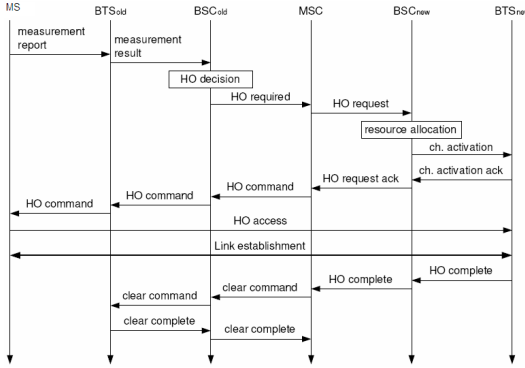 MS BTSold BSCold MSC BSCnew BTSne
measurement
report
measurement
result
HO decision
HO required
HO request
resource allocation
ch. activation
ch. activation ack
HO request ack
HO command
HO command
HO command
HO access
Link establishment
HO complete
HO complete
clear command
clear command
clear complete
clear complete